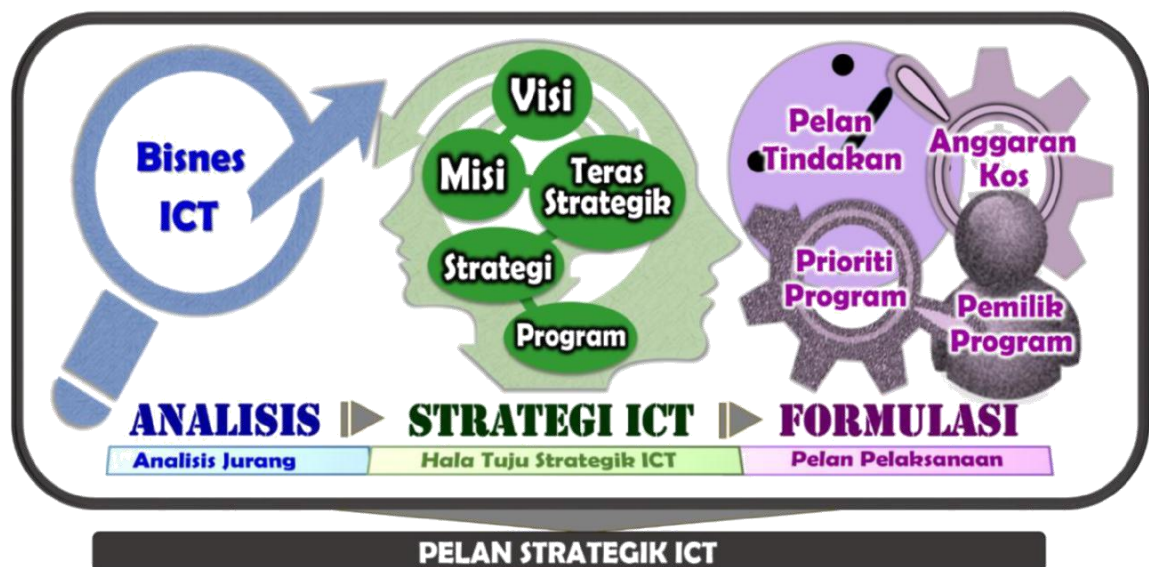 Bisnes
ICT
Visi
Misi
Teras
Strategik
Strategi
Program
Pelan
Tindakan
Anggaran
Kos
Prioriti
Program
Pemilik
Program
ANALISIS
STRATEGI ICT
FORMULASI
Analisis Jurang
Hala Tuju Strategik ICT
Pelan Pelaksanaan
PELAN STRATEGIK ICT